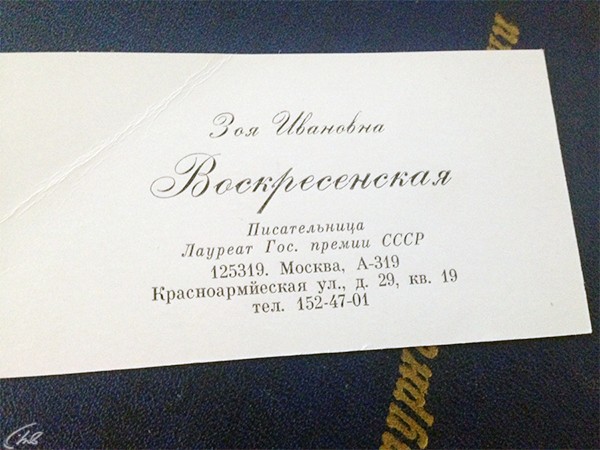 Зоя Ивановна
Воскресенская
Писательница
Лауреат Гос. премии СССР
125319. Москва, А-319
Красноармйеская ул., д. 29, кв. 19
тел. 152-47-01